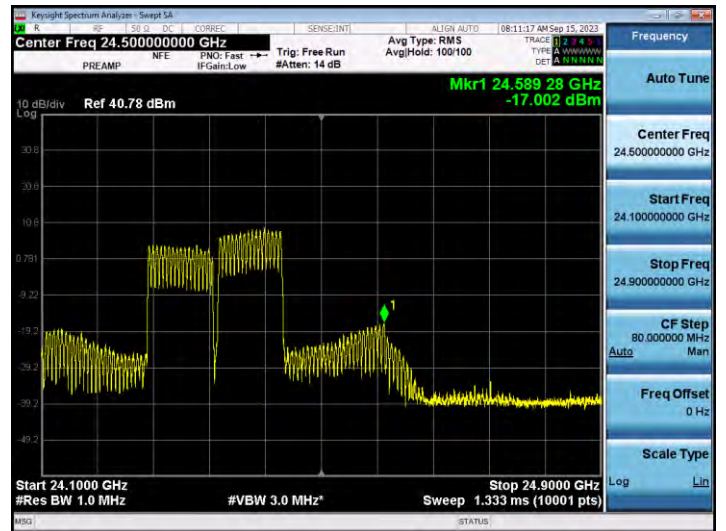 Keysight Spectrum Analyzer - Swept SA
R RF 50 Ω DC CORREC SENSE:INT ALIGN AUTO 08:11:17 AM Sep 15, 2023
Center Freq 24.500000000 GHz
PREAMP
NFE
PNO: Fast
IFGain:Low
Trig: Free Run
#Atten: 14 dB
Avg Type: RMS
Avg|Hold: 100/100
TRACE 1 2 3 4 5 6
TYPE A WWWWW
DET A N N N N N
Mkr1 24.589 28 GHz
-17.002 dBm
10 dB/div Ref 40.78 dBm
Log
30.8
20.8
10.8
0.781
-9.22
-19.2
-29.2
-39.2
-49.2
1
Start 24.1000 GHz
Stop 24.9000 GHz
#Res BW 1.0 MHz
#VBW 3.0 MHz*
Sweep 1.333 ms (10001 pts)
MSG
STATUS
Frequency
Auto Tune
Center Freq
24.500000000 GHz
Start Freq
24.100000000 GHz
Stop Freq
24.900000000 GHz
CF Step
80.000000 MHz
Auto Man
Freq Offset
0 Hz
Scale Type
Log Lin